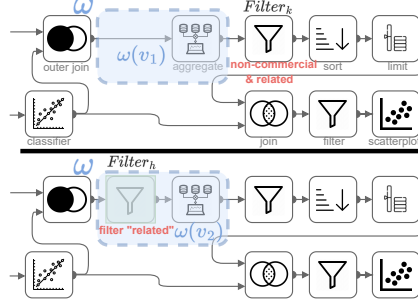 ω
Filterₖ
ω(v₁)
outer join
aggregate
non-commercial
& related
sort
limit
classifier
join
filter
scatterplot
ω
Filterₕ
filter "related"
ω(v₂)